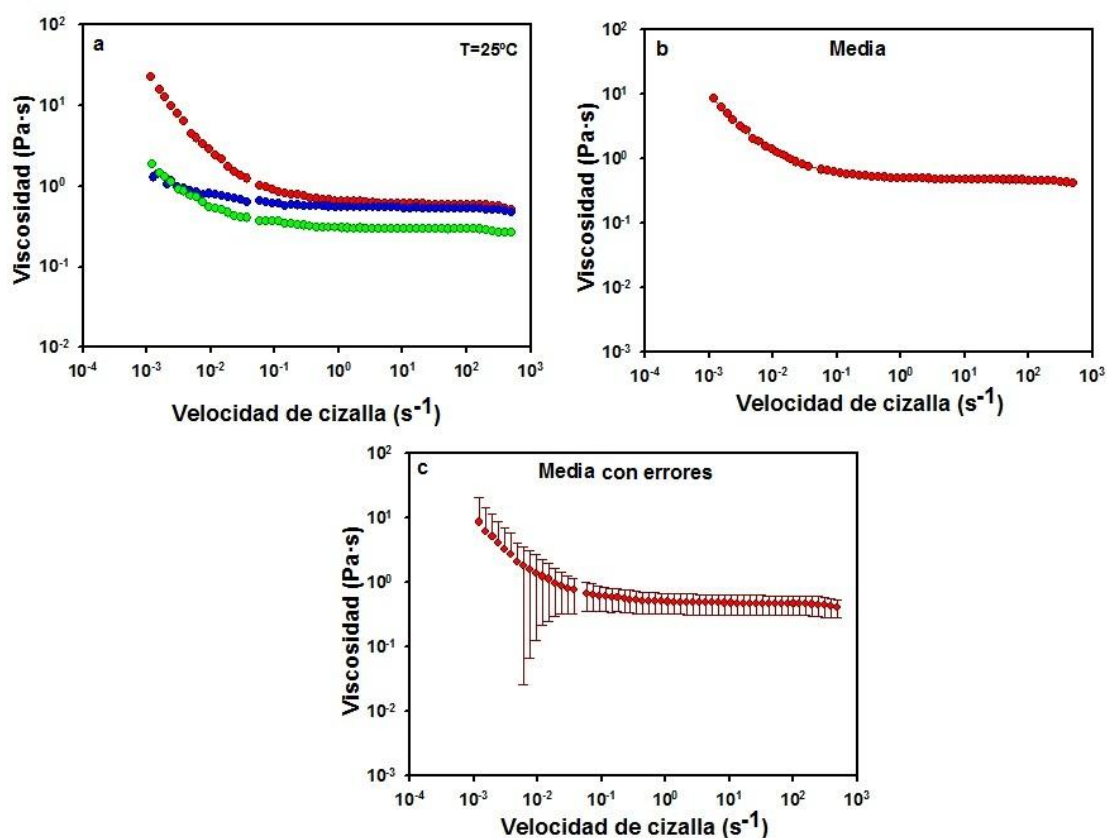 a
T=25ºC
Viscosidad (Pa·s)
10²
10¹
10⁰
10⁻¹
10⁻²
10⁻⁴ 10⁻³ 10⁻² 10⁻¹ 10⁰ 10¹ 10² 10³
Velocidad de cizalla (s⁻¹)
b
Media
Viscosidad (Pa·s)
10²
10¹
10⁰
10⁻¹
10⁻²
10⁻³
10⁻⁴ 10⁻³ 10⁻² 10⁻¹ 10⁰ 10¹ 10² 10³
Velocidad de cizalla (s⁻¹)
c
Media con errores
Viscosidad (Pa·s)
10²
10¹
10⁰
10⁻¹
10⁻²
10⁻³
10⁻⁴ 10⁻³ 10⁻² 10⁻¹ 10⁰ 10¹ 10² 10³
Velocidad de cizalla (s⁻¹)